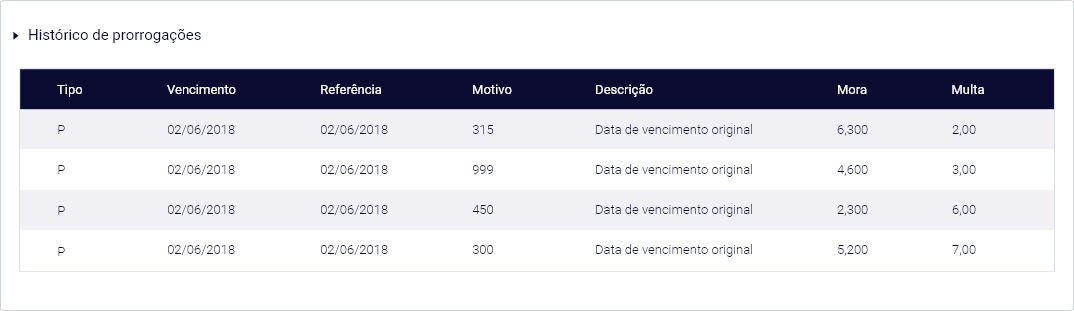 Histórico de prorrogações
Tipo Vencimento Referência Motivo Descrição Mora Multa
P 02/06/2018 02/06/2018 315 Data de vencimento original 6,300 2,00
P 02/06/2018 02/06/2018 999 Data de vencimento original 4,600 3,00
P 02/06/2018 02/06/2018 450 Data de vencimento original 2,300 6,00
P 02/06/2018 02/06/2018 300 Data de vencimento original 5,200 7,00